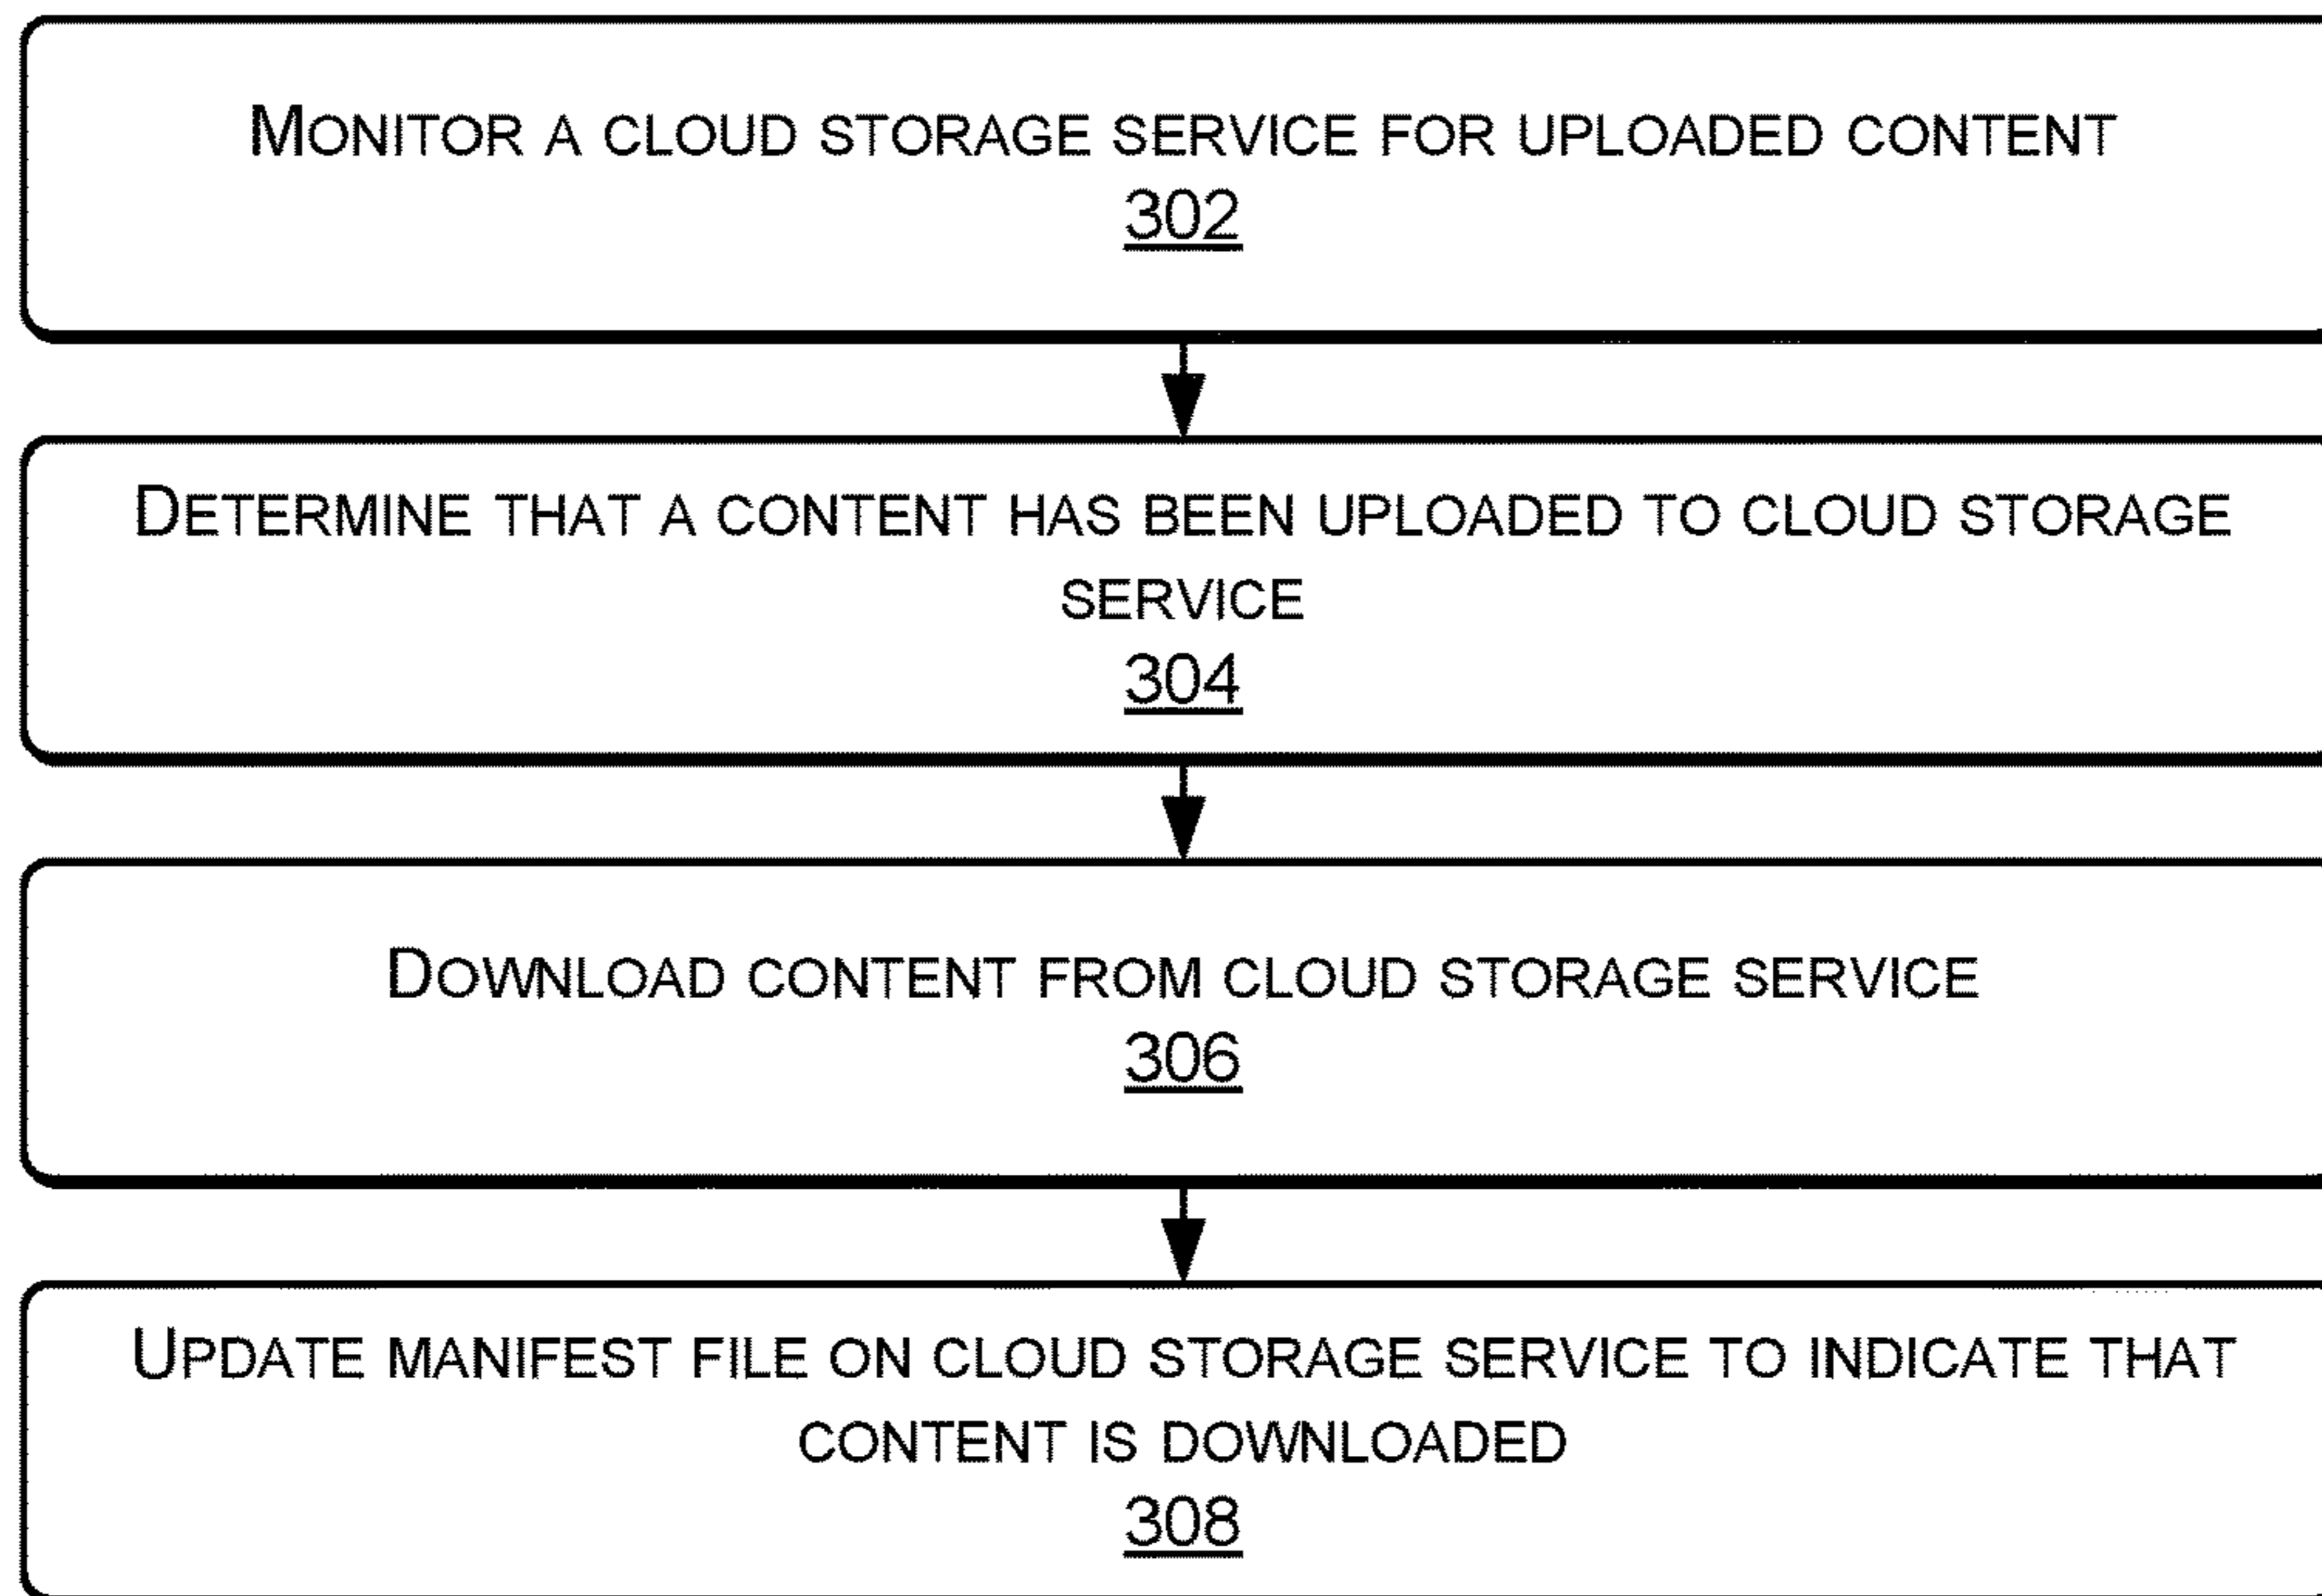 MONITOR A CLOUD STORAGE SERVICE FOR UPLOADED CONTENT
302
DETERMINE THAT A CONTENT HAS BEEN UPLOADED TO CLOUD STORAGE
SERVICE
304
DOWNLOAD CONTENT FROM CLOUD STORAGE SERVICE
306
UPDATE MANIFEST FILE ON CLOUD STORAGE SERVICE TO INDICATE THAT
CONTENT IS DOWNLOADED
308